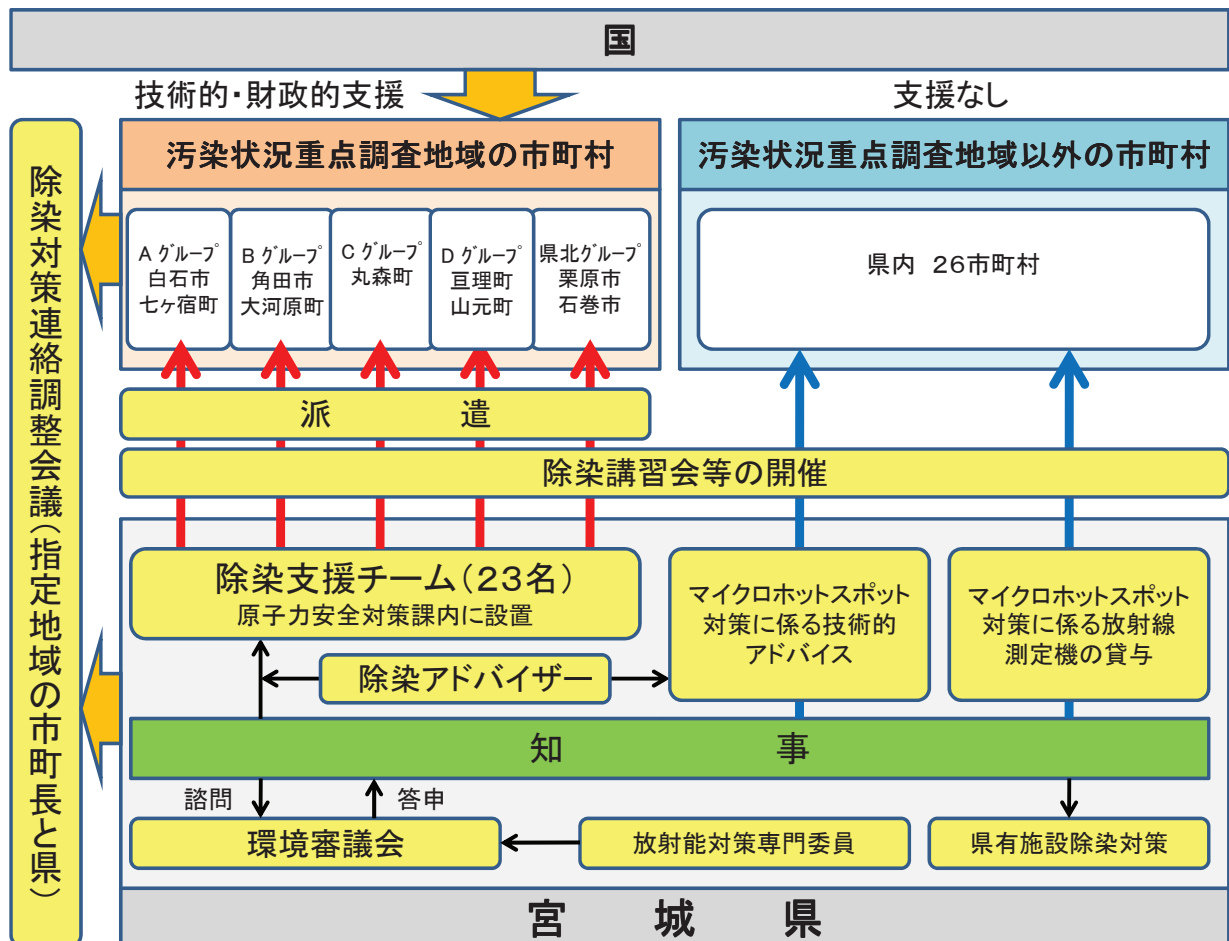 国
技術的・財政的支援
支援なし
汚染状況重点調査地域の市町村
汚染状況重点調査地域以外の市町村
除染対策連絡調整会議(指定地域の市町長と県)
A グループ
白石市
七ヶ宿町
B グループ
角田市
大河原町
C グループ
丸森町
D グループ
亘理町
山元町
県北グループ
栗原市
石巻市
県内 26市町村
派 遣
除染講習会等の開催
除染支援チーム(23名)
原子力安全対策課内に設置
マイクロホットスポット
対策に係る技術的
アドバイス
マイクロホットスポット
対策に係る放射線
測定機の貸与
除染アドバイザー
知 事
諮問
答申
環境審議会
放射能対策専門委員
県有施設除染対策
宮 城 県